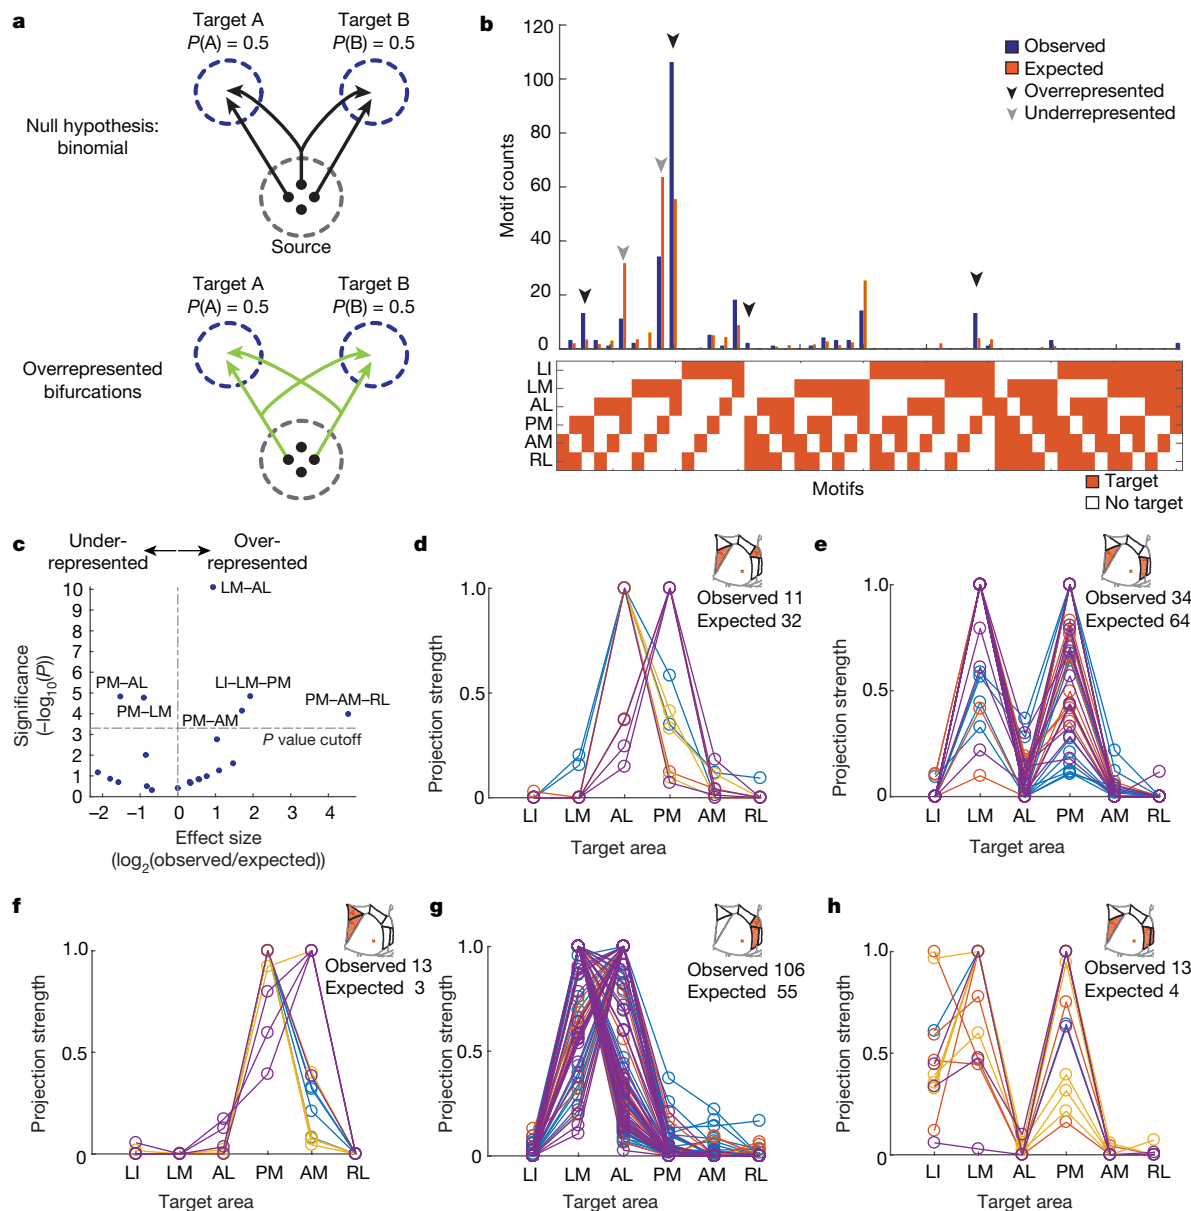 a
Target A
P(A) = 0.5
Target B
P(B) = 0.5
Null hypothesis:
binomial
Source
Target A
P(A) = 0.5
Target B
P(B) = 0.5
Overrepresented
bifurcations
b
120
100
80
60
40
20
0
Motif counts
Observed
Expected
Overrepresented
Underrepresented
LI
LM
AL
PM
AM
RL
Motifs
Target
No target
c
Under-
represented
Over-
represented
10
9
8
7
6
5
4
3
2
1
0
Significance
(–log10(P))
LM–AL
PM–AL
LI–LM–PM
PM–LM
PM–AM
PM–AM–RL
P value cutoff
–2 –1 0 1 2 3 4
Effect size
(log2(observed/expected))
d
Observed 11
Expected 32
1.0
0.5
0
Projection strength
LI LM AL PM AM RL
Target area
e
Observed 34
Expected 64
1.0
0.5
0
Projection strength
LI LM AL PM AM RL
Target area
f
Observed 13
Expected 3
1.0
0.5
0
Projection strength
LI LM AL PM AM RL
Target area
g
Observed 106
Expected 55
1.0
0.5
0
Projection strength
LI LM AL PM AM RL
Target area
h
Observed 13
Expected 4
1.0
0.5
0
Projection strength
LI LM AL PM AM RL
Target area